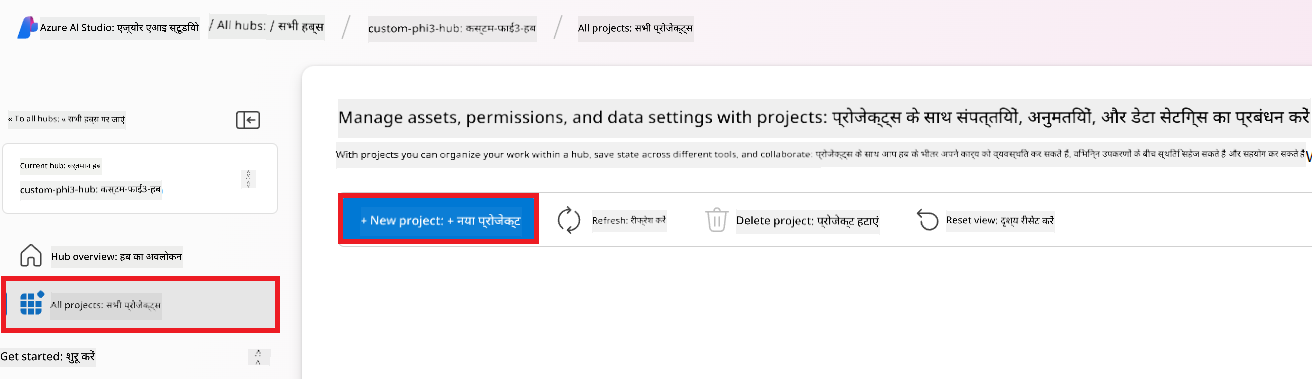 Azure AI Studio: एज़्योर एआइ स्टूडियो / All hubs: / सभी हब्स / custom-phi3-hub: कस्टम-फाई3-हब / All projects: सभी प्रोजेक्ट्स
« To all hubs: « सभी हब्स पर जाएं
Current hub: वर्तमान हब
custom-phi3-hub: कस्टम-फाई3-हब
Hub overview: हब का अवलोकन
All projects: सभी प्रोजेक्ट्स
Get started: शुरू करें
Manage assets, permissions, and data settings with projects: प्रोजेक्ट्स के साथ संपत्तियों, अनुमतियों, और डेटा सेटिंग्स का प्रबंधन करें
With projects you can organize your work within a hub, save state across different tools, and collaborate: प्रोजेक्ट्स के साथ आप हब के भीतर अपने कार्य को व्यवस्थित कर सकते हैं, विभिन्न उपकरणों के बीच स्थिति सहेज सकते हैं और सहयोग कर सकते हैं
+ New project: + नया प्रोजेक्ट
Refresh: रीफ्रेश करें
Delete project: प्रोजेक्ट हटाएं
Reset view: दृश्य रीसेट करें